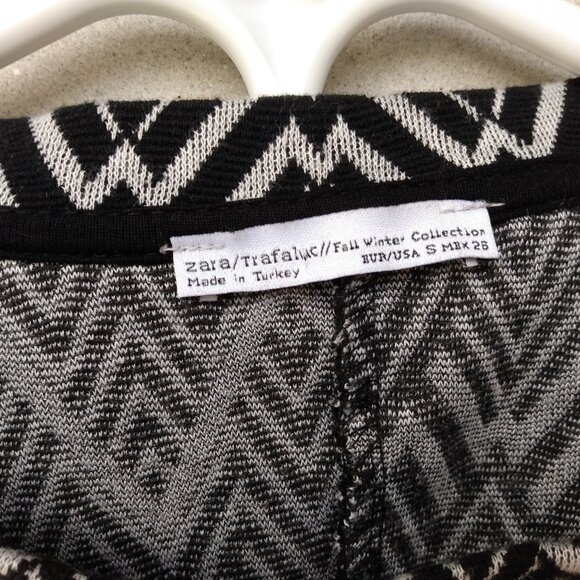 zara/Trafaluc//Fall Winter Collection
Made in Turkey EUR/USA S MEX 26